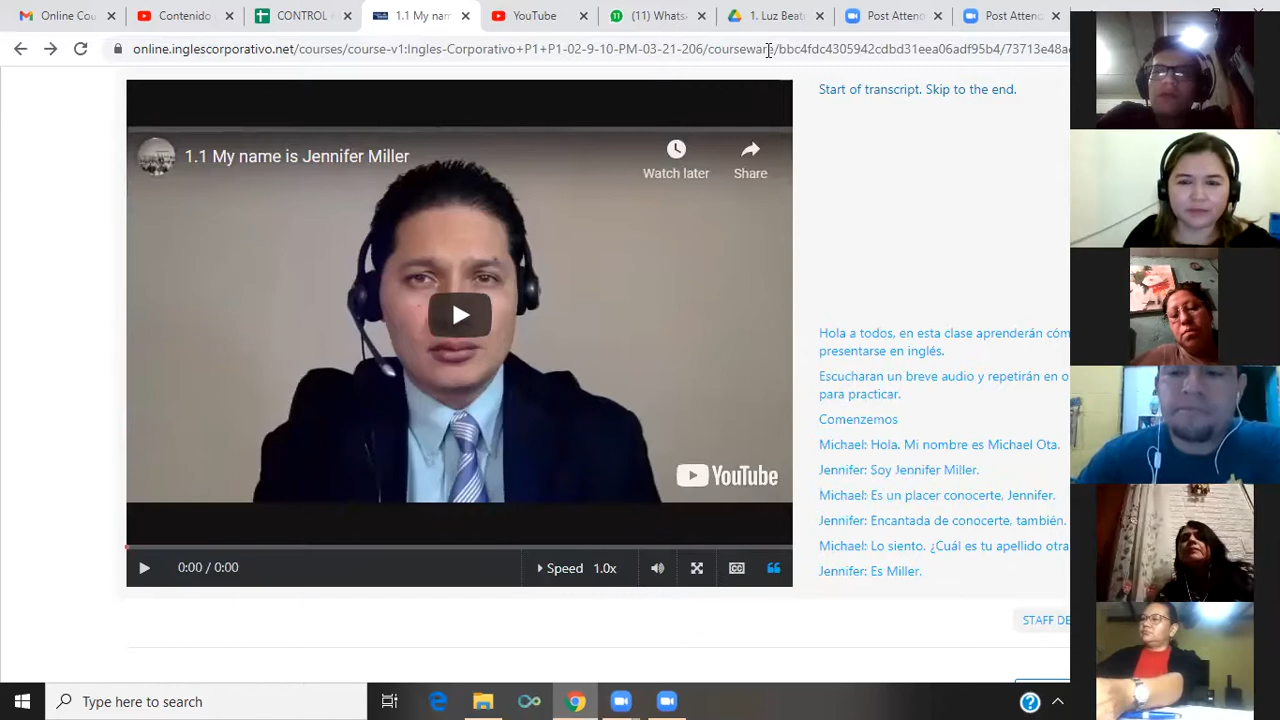 Online Cou
Contenido
CONTROL
1.1 My nam
YouTube
(11) Whats
1. Luz Beat
Post Attend
Post Atten
online.inglescorporativo.net/courses/course-v1:Ingles-Corporativo+P1+P1-02-9-10-PM-03-21-206/courseware/bbc4fdc4305942cdbd31eea06adf95b4/73713e48a
1.1 My name is Jennifer Miller
Watch later
Share
YouTube
0:00 / 0:00
Speed 1.0x
Start of transcript. Skip to the end.
Hola a todos, en esta clase aprenderán cóm
presentarse en inglés.
Escucharan un breve audio y repetirán en o
para practicar.
Comenzemos
Michael: Hola. Mi nombre es Michael Ota.
Jennifer: Soy Jennifer Miller.
Michael: Es un placer conocerte, Jennifer.
Jennifer: Encantada de conocerte, también.
Michael: Lo siento. ¿Cuál es tu apellido otra
Jennifer: Es Miller.
STAFF DE
Type here to search